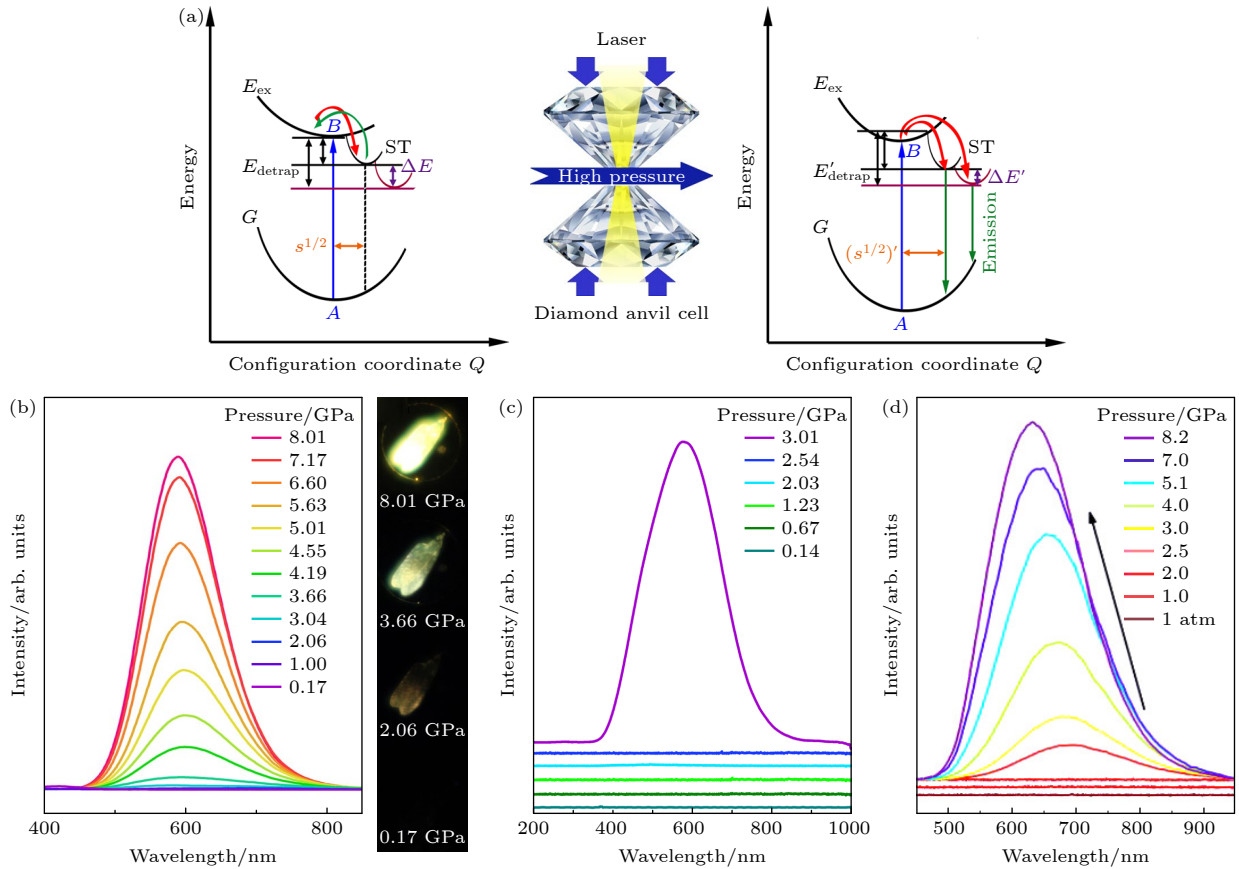 (a)
Energy
E_ex
B
ST
E_detrap
ΔE
G
s^{1/2}
A
Configuration coordinate Q
Laser
High pressure
Diamond anvil cell
Energy
E_ex
B
ST
E′_detrap
ΔE′
G
(s^{1/2})′
Emission
A
Configuration coordinate Q
(b)
Intensity/arb. units
Pressure/GPa
8.01
7.17
6.60
5.63
5.01
4.55
4.19
3.66
3.04
2.06
1.00
0.17
400
600
800
Wavelength/nm
8.01 GPa
3.66 GPa
2.06 GPa
0.17 GPa
(c)
Intensity/arb. units
Pressure/GPa
3.01
2.54
2.03
1.23
0.67
0.14
200
400
600
800
1000
Wavelength/nm
(d)
Intensity/arb. units
Pressure/GPa
8.2
7.0
5.1
4.0
3.0
2.5
2.0
1.0
1 atm
500
600
700
800
900
Wavelength/nm